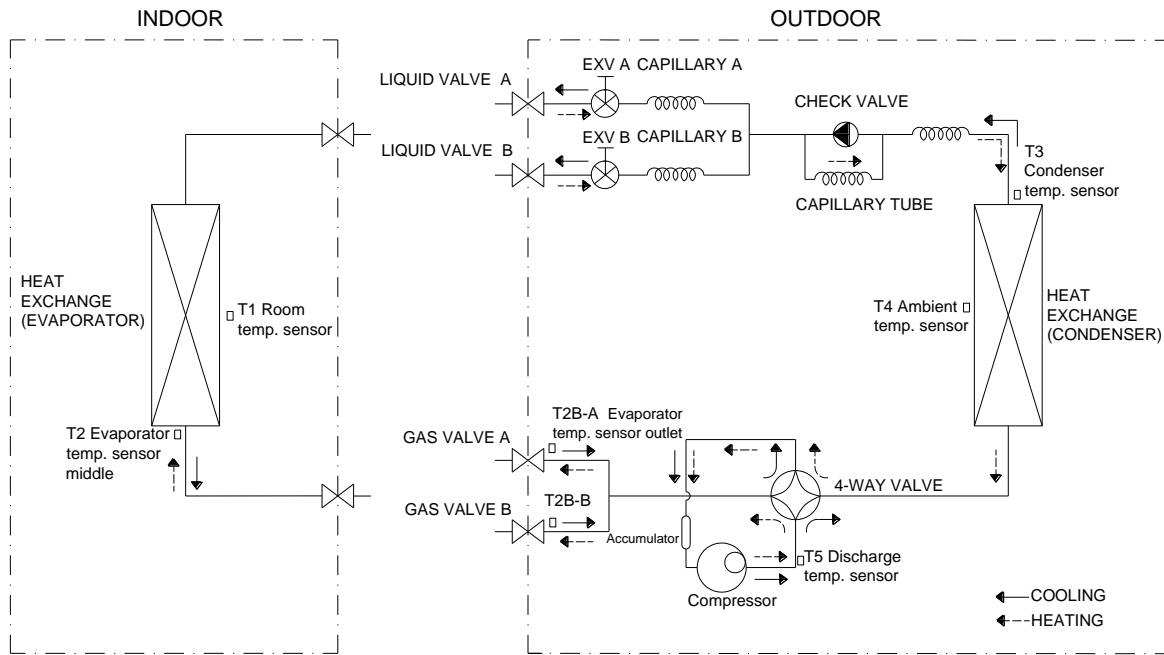 INDOOR
OUTDOOR
LIQUID VALVE A
EXV A CAPILLARY A
CHECK VALVE
LIQUID VALVE B
EXV B CAPILLARY B
T3
Condenser
temp. sensor
CAPILLARY TUBE
HEAT
EXCHANGE
(EVAPORATOR)
T1 Room
temp. sensor
T4 Ambient
temp. sensor
HEAT
EXCHANGE
(CONDENSER)
T2 Evaporator
temp. sensor
middle
GAS VALVE A
T2B-A Evaporator
temp. sensor outlet
4-WAY VALVE
GAS VALVE B
T2B-B
Accumulator
T5 Discharge
temp. sensor
Compressor
COOLING
HEATING